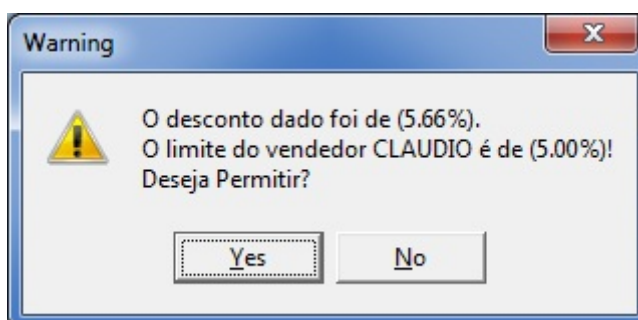 Warning
O desconto dado foi de (5.66%).
O limite do vendedor CLAUDIO é de (5.00%)!
Deseja Permitir?
Yes
No